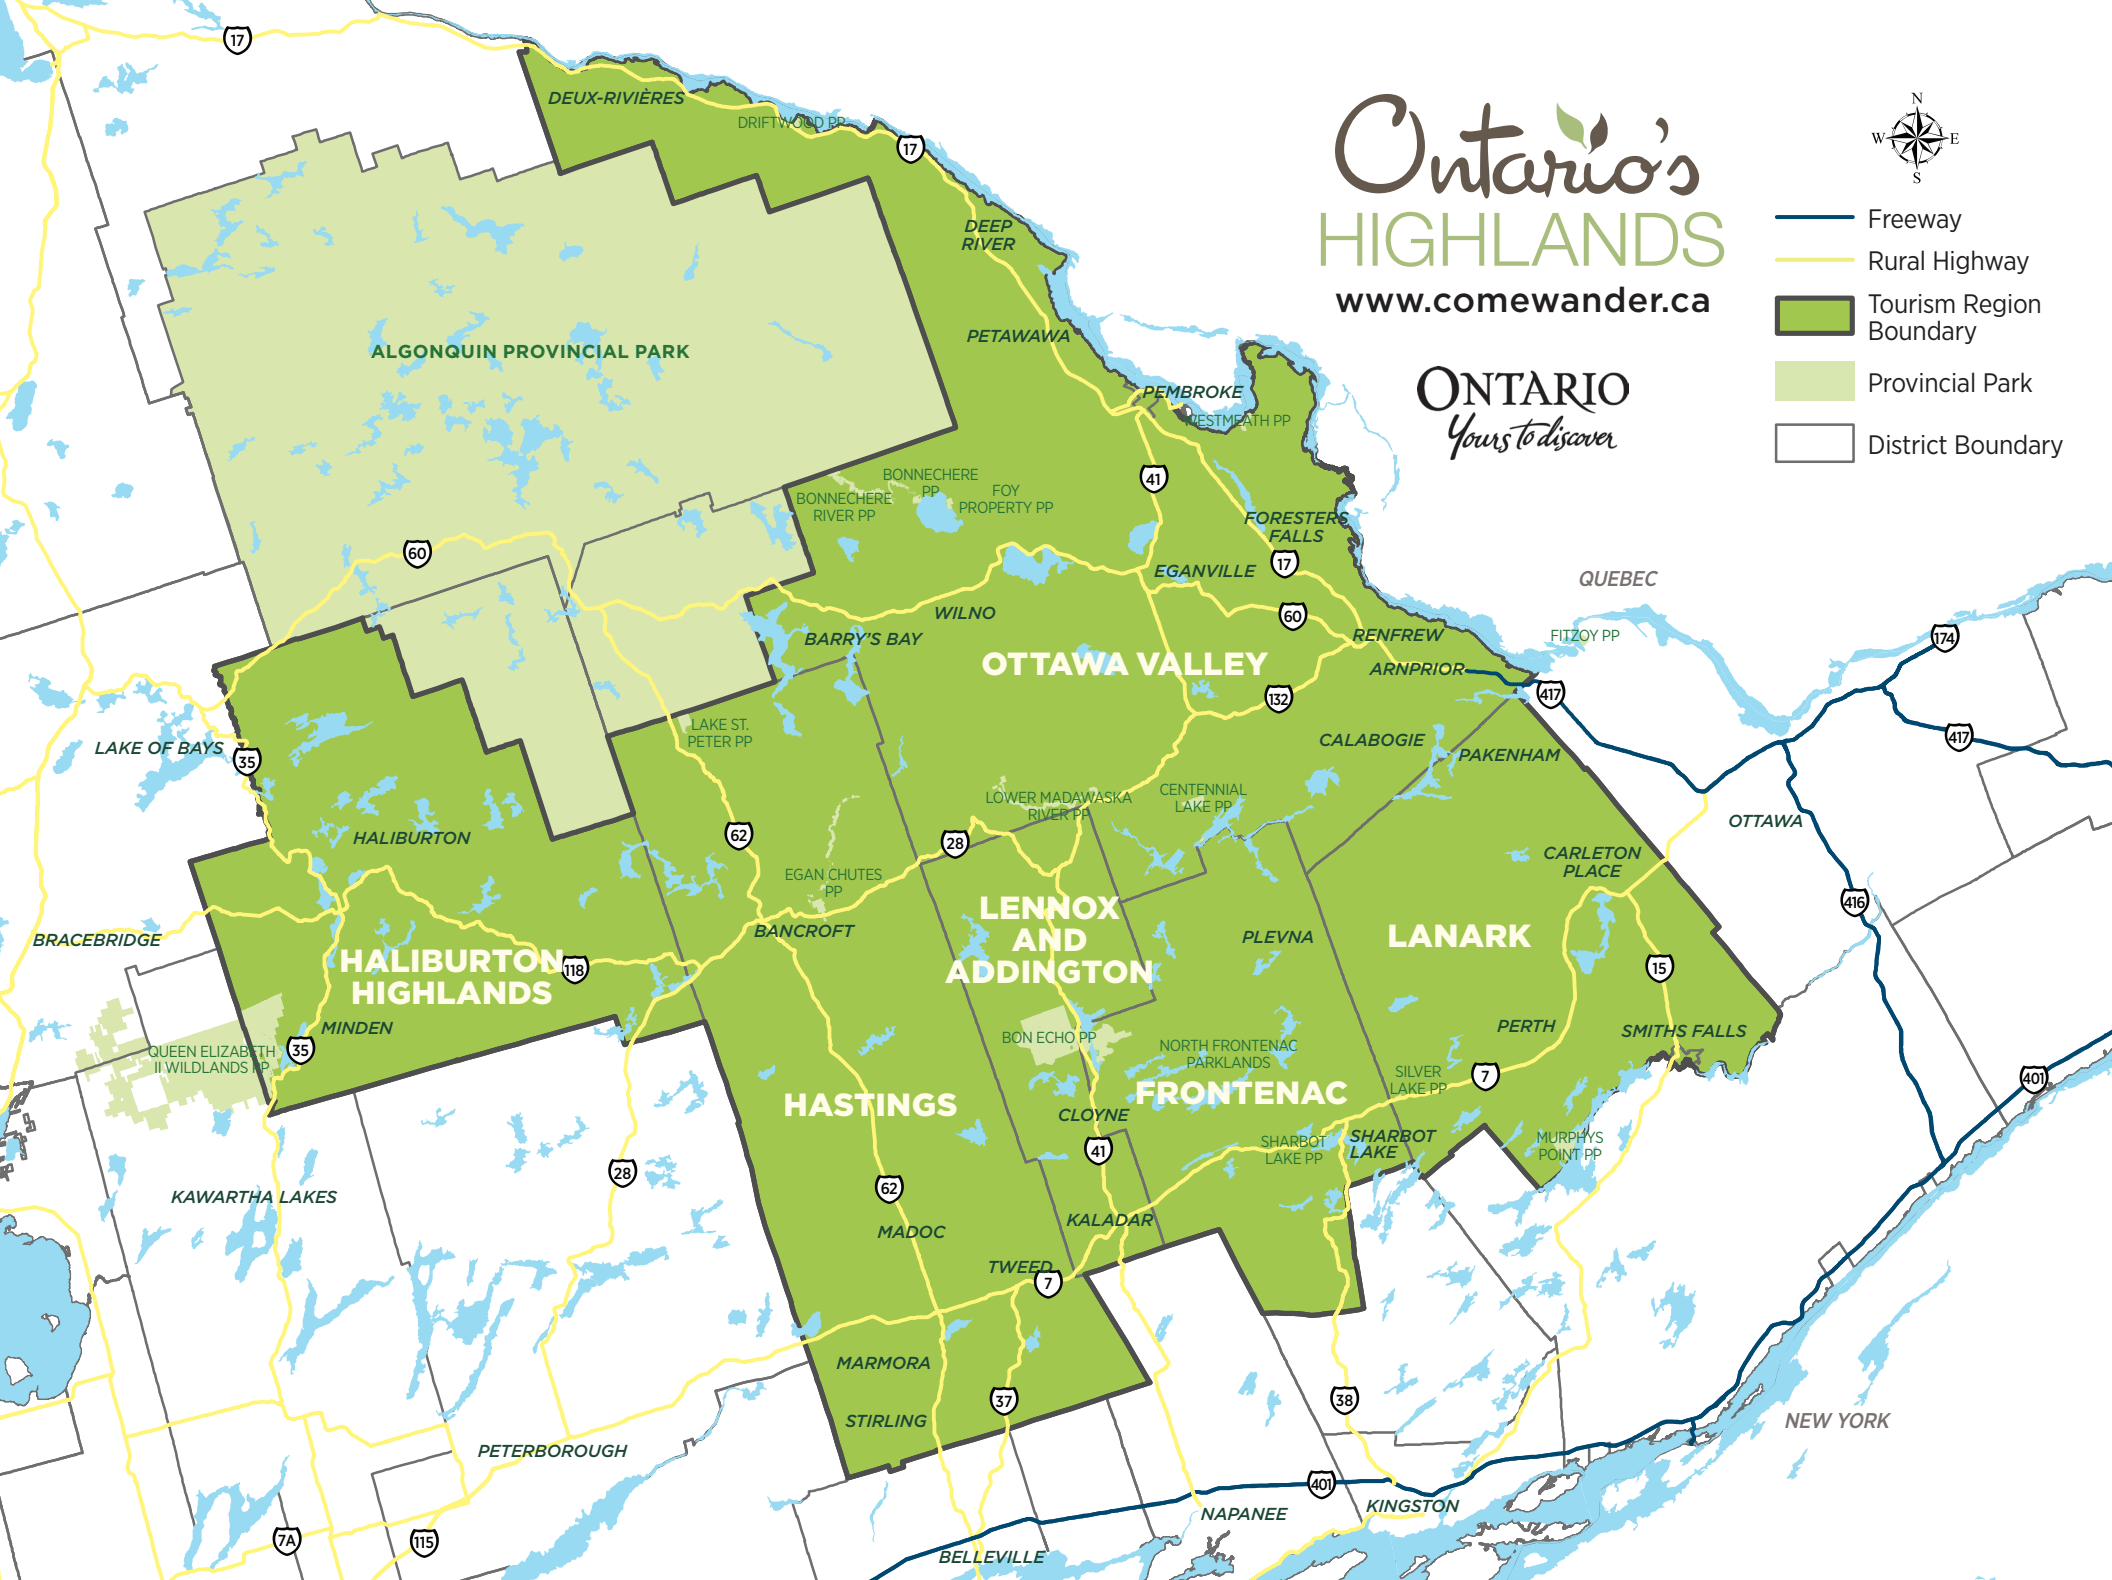 17
DEUX-RIVIÈRES
DRIFTWOOD PP
17
Ontario's
HIGHLANDS
www.comewander.ca
ONTARIO
Yours to discover
N
W
E
S
Freeway
Rural Highway
Tourism Region
Boundary
Provincial Park
District Boundary
DEEP
RIVER
PETAWAWA
ALGONQUIN PROVINCIAL PARK
PEMBROKE
WESTMEATH PP
41
BONNECHERE
PP
BONNECHERE
RIVER PP
FOY
PROPERTY PP
FORESTERS
FALLS
17
60
EGANVILLE
QUEBEC
WILNO
60
BARRY'S BAY
RENFREW
FITZOY PP
174
OTTAWA VALLEY
ARNPRIOR
417
132
LAKE ST.
PETER PP
CALABOGIE
PAKENHAM
417
LAKE OF BAYS
35
LOWER MADAWASKA
RIVER PP
CENTENNIAL
LAKE PP
OTTAWA
HALIBURTON
62
28
CARLETON
PLACE
EGAN CHUTES
PP
416
LENNOX
AND
ADDINGTON
BANCROFT
PLEVNA
LANARK
BRACEBRIDGE
HALIBURTON
HIGHLANDS
118
15
MINDEN
35
QUEEN ELIZABETH
II WILDLANDS PP
BON ECHO PP
NORTH FRONTENAC
PARKLANDS
PERTH
SMITHS FALLS
SILVER
LAKE PP
7
401
HASTINGS
FRONTENAC
CLOYNE
41
SHARBOT
LAKE PP
SHARBOT
LAKE
MURPHYS
POINT PP
28
KAWARTHA LAKES
62
MADOC
KALADAR
TWEED
7
MARMORA
37
38
STIRLING
NEW YORK
PETERBOROUGH
401
KINGSTON
NAPANEE
7A
115
BELLEVILLE